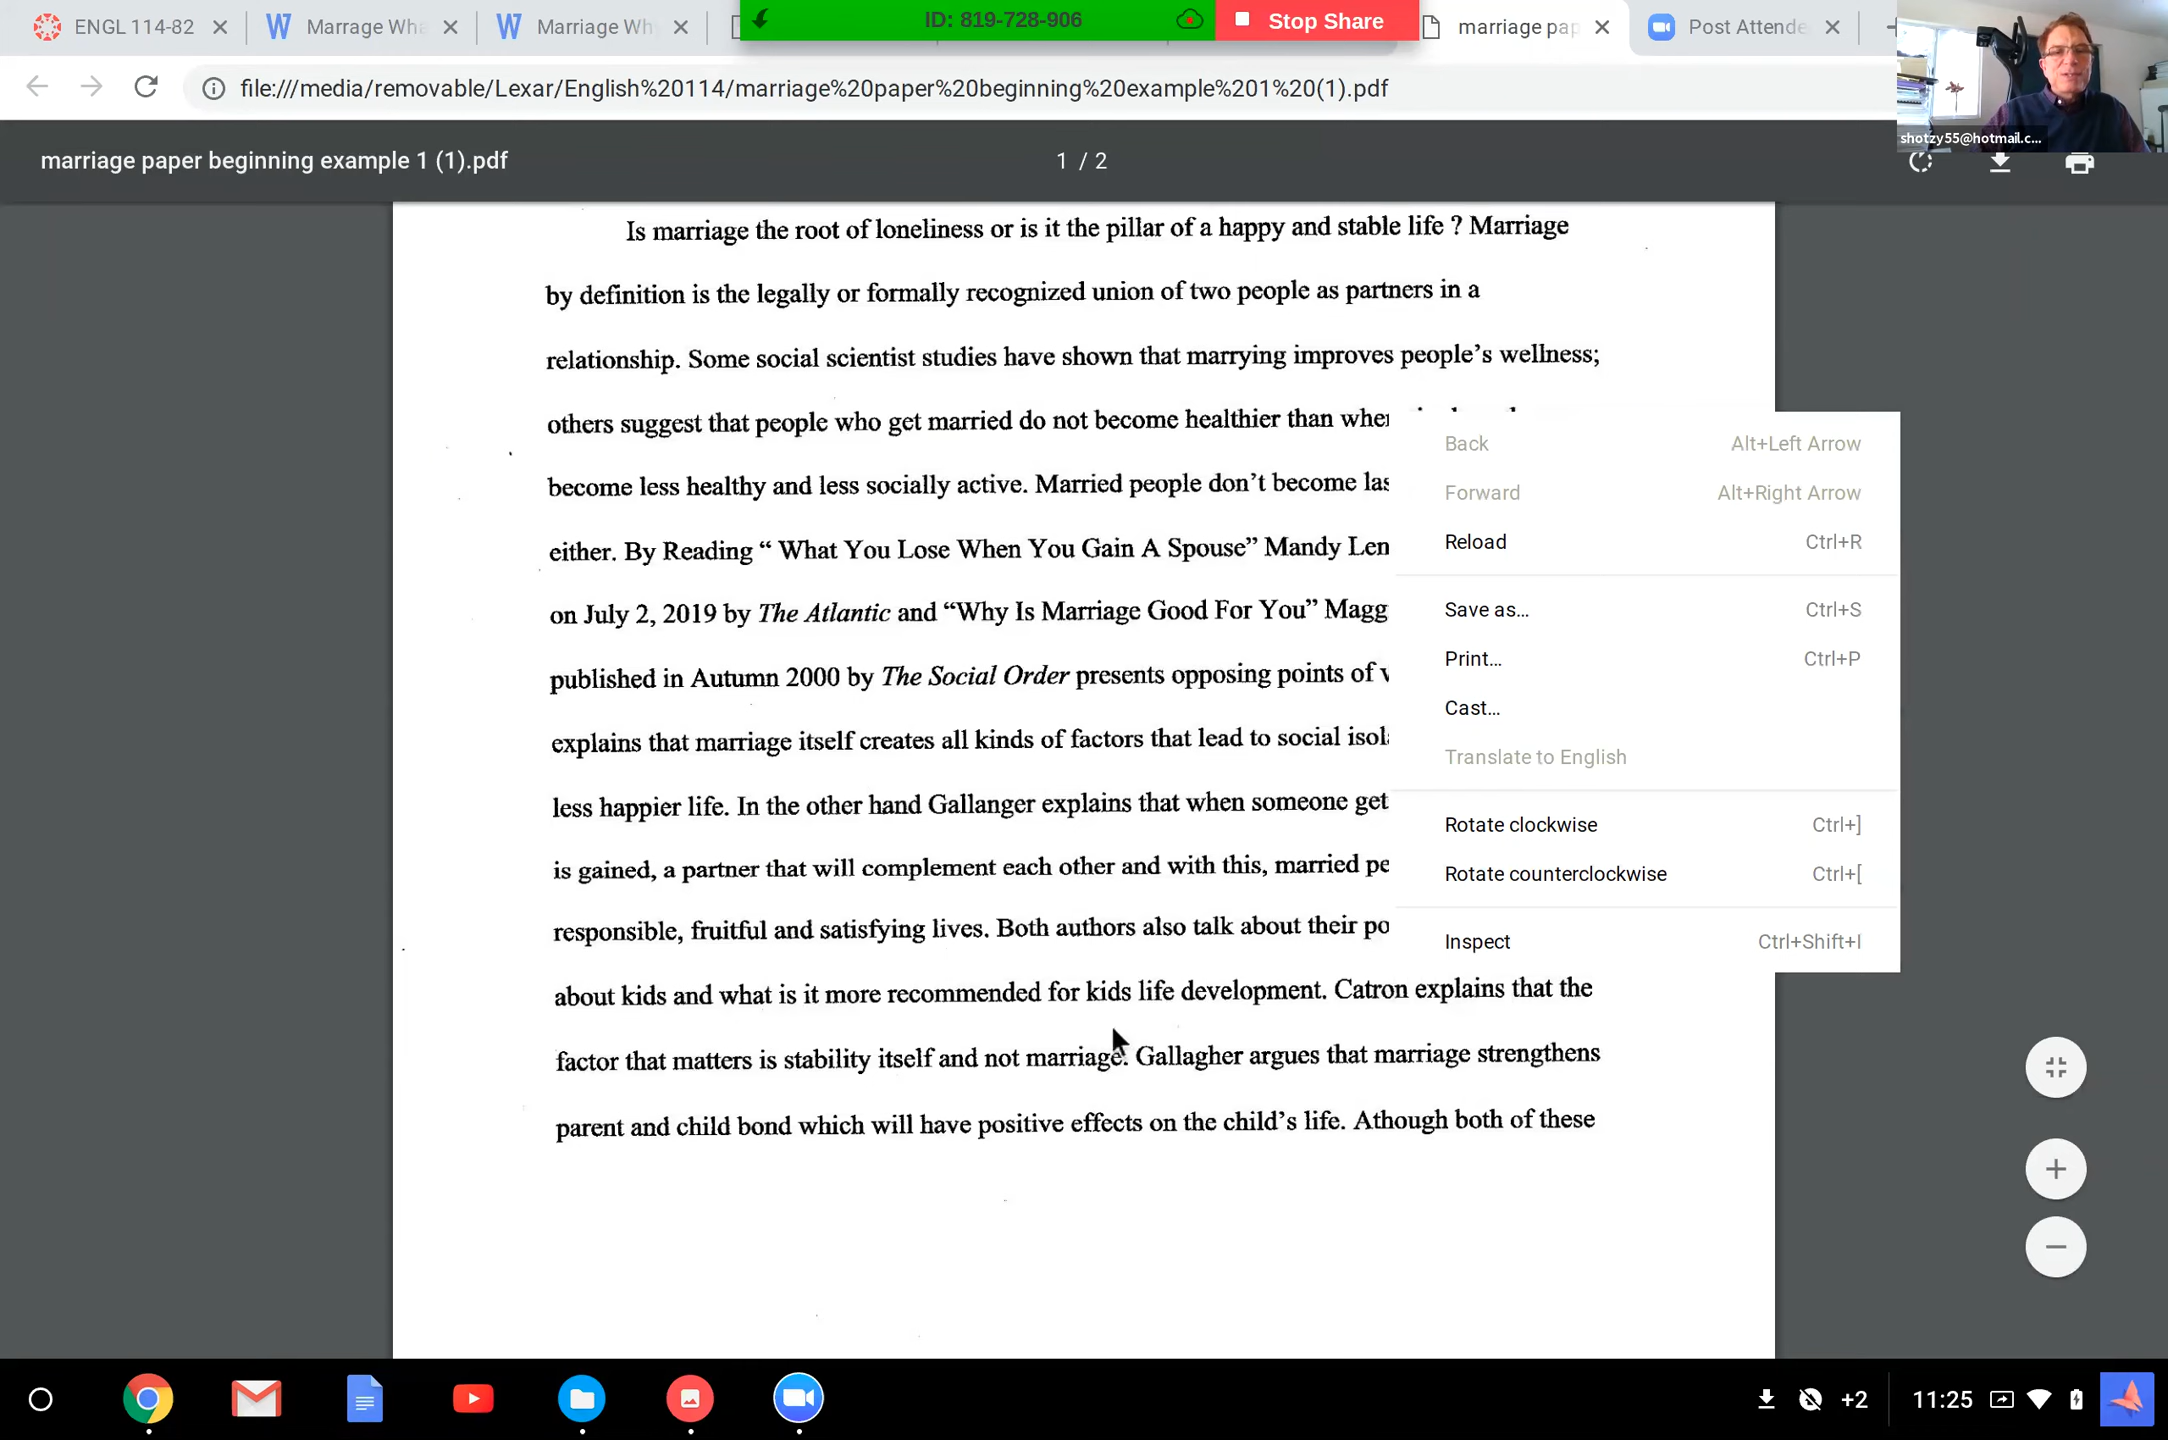 ENGL 114-82
Marrage Wha
Marriage Wh
ID: 819-728-906
Stop Share
marriage pap
Post Attende
file:///media/removable/Lexar/English%20114/marriage%20paper%20beginning%20example%201%20(1).pdf
shotzy55@hotmail.c...
marriage paper beginning example 1 (1).pdf
1 / 2
Is marriage the root of loneliness or is it the pillar of a happy and stable life ? Marriage
by definition is the legally or formally recognized union of two people as partners in a
relationship. Some social scientist studies have shown that marrying improves people's wellness;
others suggest that people who get married do not become healthier than when
become less healthy and less socially active. Married people don't become las
either. By Reading “ What You Lose When You Gain A Spouse” Mandy Len
on July 2, 2019 by The Atlantic and “Why Is Marriage Good For You” Magg
published in Autumn 2000 by The Social Order presents opposing points of v
explains that marriage itself creates all kinds of factors that lead to social isol
less happier life. In the other hand Gallanger explains that when someone get
is gained, a partner that will complement each other and with this, married pe
responsible, fruitful and satisfying lives. Both authors also talk about their po
about kids and what is it more recommended for kids life development. Catron explains that the
factor that matters is stability itself and not marriage. Gallagher argues that marriage strengthens
parent and child bond which will have positive effects on the child's life. Athough both of these
Back Alt+Left Arrow
Forward Alt+Right Arrow
Reload Ctrl+R
Save as... Ctrl+S
Print... Ctrl+P
Cast...
Translate to English
Rotate clockwise Ctrl+]
Rotate counterclockwise Ctrl+[
Inspect Ctrl+Shift+I
+2
11:25